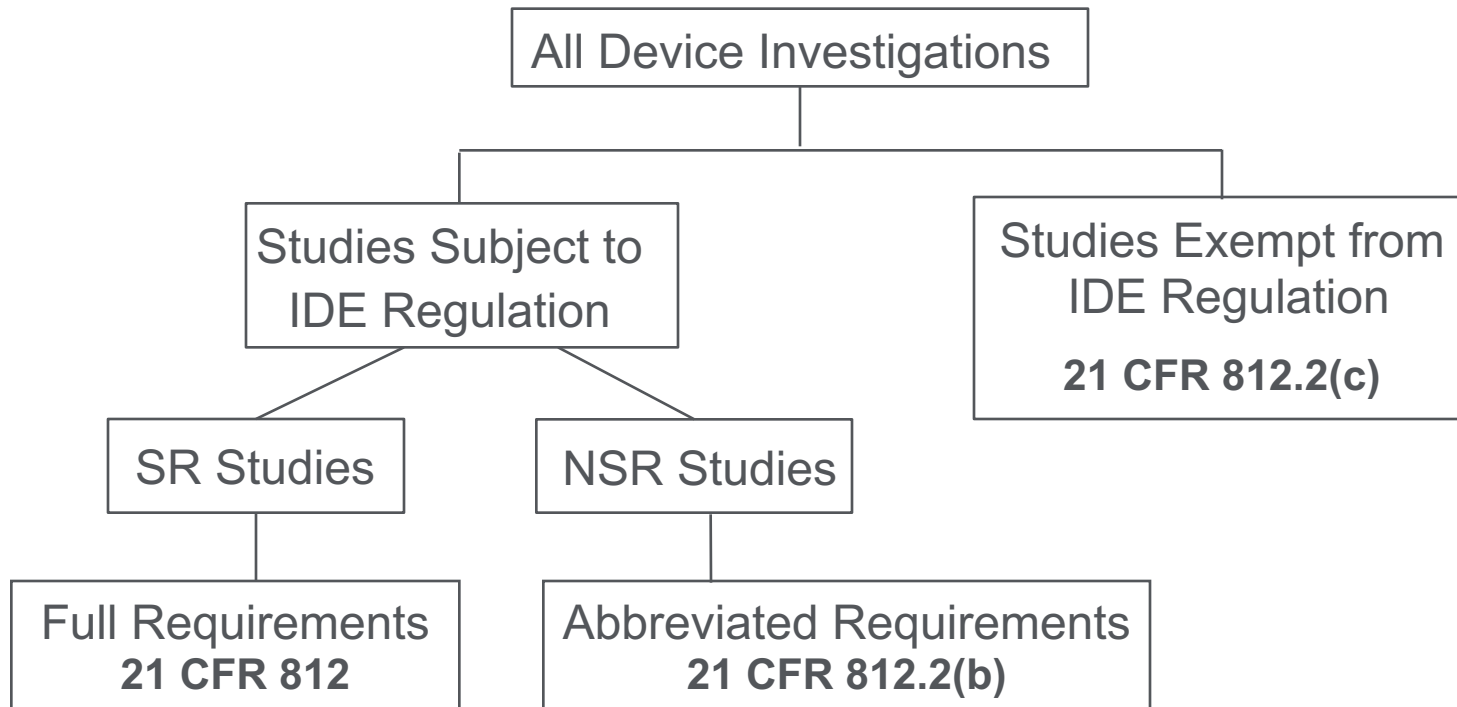 All Device Investigations
Studies Subject to
IDE Regulation
Studies Exempt from
IDE Regulation
21 CFR 812.2(c)
SR Studies
NSR Studies
Full Requirements
21 CFR 812
Abbreviated Requirements
21 CFR 812.2(b)